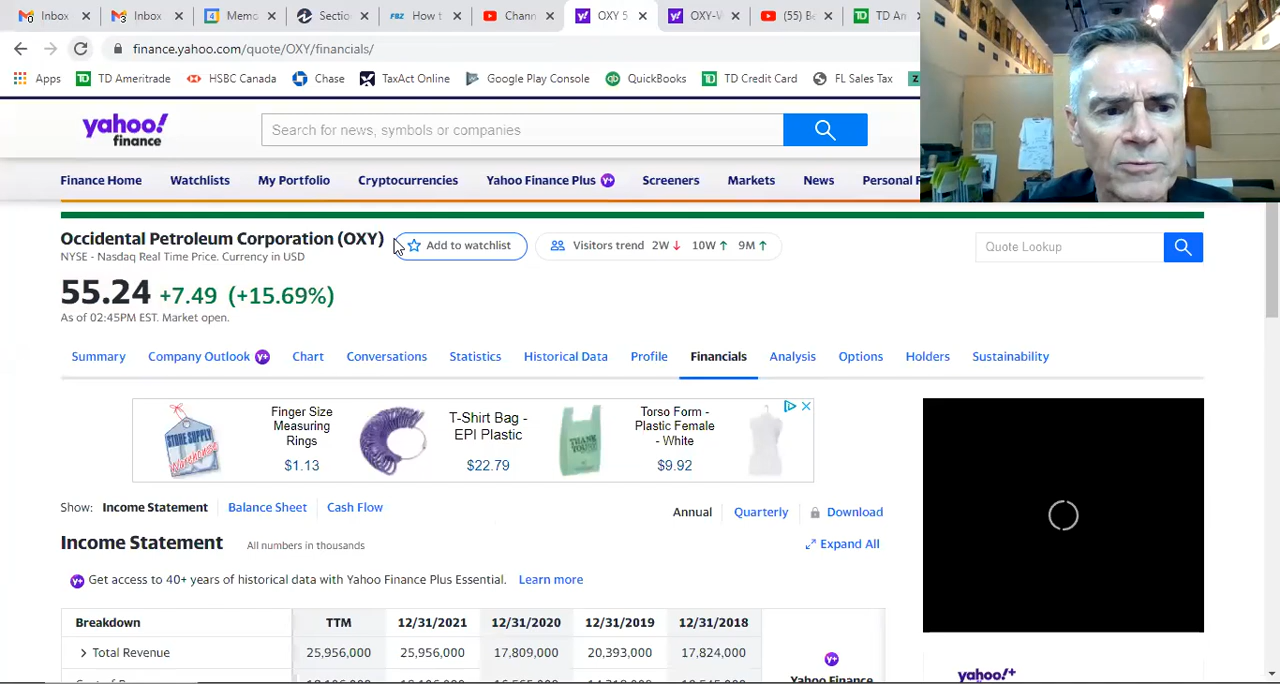 Inbox
Inbox
Memo
Sectio
How t
Chann
OXY 5
OXY-W
(55) Be
TD An
finance.yahoo.com/quote/OXY/financials/
Apps
TD Ameritrade
HSBC Canada
Chase
TaxAct Online
Google Play Console
QuickBooks
TD Credit Card
FL Sales Tax
yahoo!
finance
Search for news, symbols or companies
Finance Home
Watchlists
My Portfolio
Cryptocurrencies
Yahoo Finance Plus
Screeners
Markets
News
Personal F
Occidental Petroleum Corporation (OXY)
Add to watchlist
Visitors trend 2W 10W 9M
Quote Lookup
NYSE - Nasdaq Real Time Price. Currency in USD
55.24 +7.49 (+15.69%)
As of 02:45PM EST. Market open.
Summary
Company Outlook
Chart
Conversations
Statistics
Historical Data
Profile
Financials
Analysis
Options
Holders
Sustainability
STORE SUPPLY
Warehouse
Finger Size
Measuring
Rings
$1.13
T-Shirt Bag -
EPI Plastic
$22.79
THANK
YOU!
Torso Form -
Plastic Female
- White
$9.92
Show: Income Statement Balance Sheet Cash Flow
Annual Quarterly Download
Income Statement All numbers in thousands
Expand All
Get access to 40+ years of historical data with Yahoo Finance Plus Essential. Learn more
Breakdown TTM 12/31/2021 12/31/2020 12/31/2019 12/31/2018
Total Revenue 25,956,000 25,956,000 17,809,000 20,393,000 17,824,000
Yahoo Finance
yahoo!+